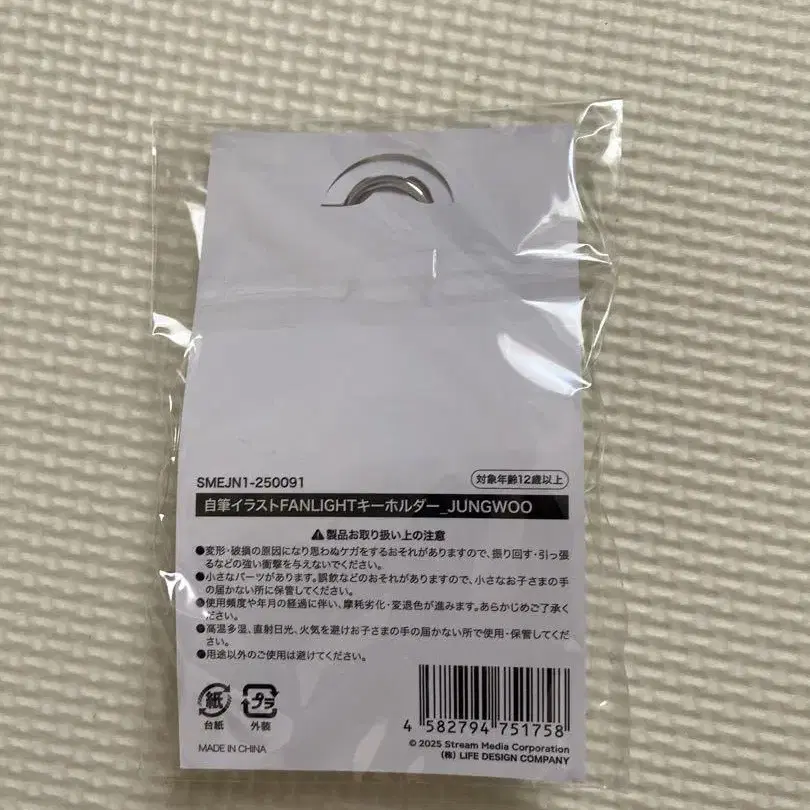 SMEJN1-250091
対象年齢12歳以上
自筆イラストFANLIGHTキーホルダー_JUNGWOO
⚠製品お取り扱い上の注意
●変形・破損の原因になり思わぬケガをするおそれがありますので、振り回す・引っ張
るなどの強い衝撃を与えないでください。
●小さなパーツがあります。誤飲などのおそれがありますので、小さなお子さまの手
の届かない所に保管してください。
●使用頻度や年月の経過に伴い、摩耗劣化・変退色が進みます。あらかじめご了承く
ださい。
●高温多湿、直射日光、火気を避けお子さまの手の届かない所で使用・保管してくだ
さい。
●用途以外のご使用は避けてください。
紙
台紙
プラ
外装
4 582794 751758
MADE IN CHINA
© 2025 Stream Media Corporation
(株) LIFE DESIGN COMPANY